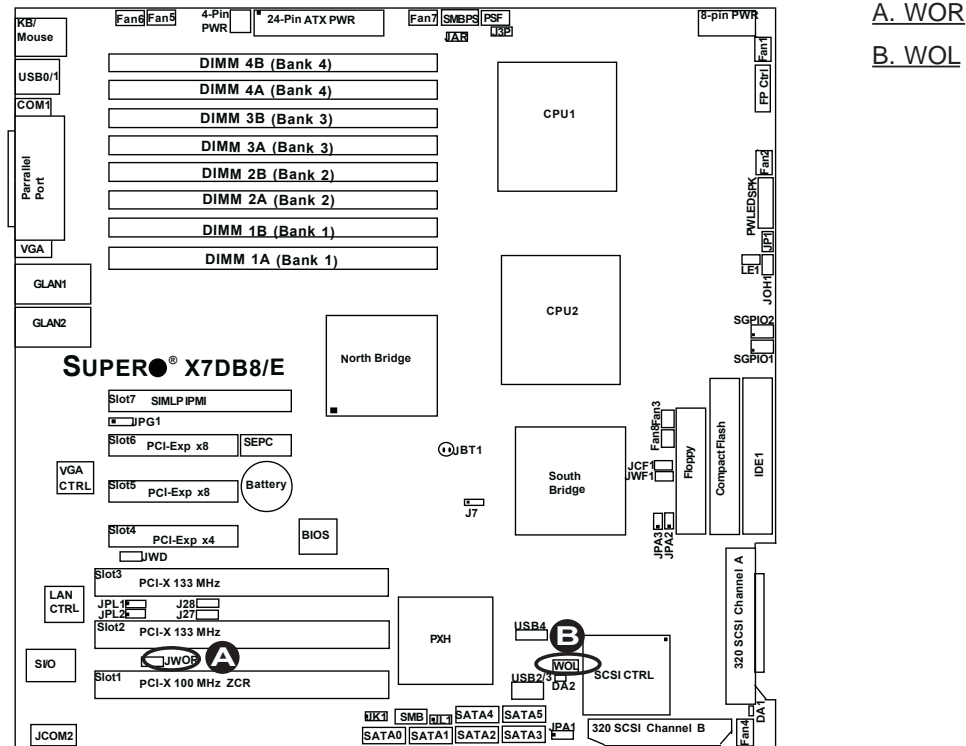 KB/
Mouse
Fan6 Fan5
4-Pin
PWR
24-Pin ATX PWR
Fan7 SMBPS PSF
JAR
J3P
8-pin PWR
A. WOR
B. WOL
USB0/1
COM1
Parrallel
Port
VGA
GLAN1
GLAN2
DIMM 4B (Bank 4)
DIMM 4A (Bank 4)
DIMM 3B (Bank 3)
DIMM 3A (Bank 3)
DIMM 2B (Bank 2)
DIMM 2A (Bank 2)
DIMM 1B (Bank 1)
DIMM 1A (Bank 1)
CPU1
CPU2
Fan1
FP Ctrl
Fan2
PWLEDSPK
JP1
LE1
JOH1
SGPIO2
SGPIO1
SUPER® X7DB8/E
North Bridge
Slot7
SIMLP IPMI
JPG1
Slot6
PCI-Exp x8
SEPC
VGA
CTRL
Slot5
PCI-Exp x8
Battery
Slot4
PCI-Exp x4
BIOS
JWD
JBT1
J7
South
Bridge
Fan3
Fan8
JCF1
JWF1
Floppy
CompactFlash
IDE1
JPA3
JPA2
Slot3
PCI-X 133 MHz
LAN
CTRL
JPL1
JPL2
J28
J27
Slot2
PCI-X 133 MHz
PXH
USB4
B
320 SCSI Channel A
SI/O
JWOR
A
WOL
DA2
SCSI CTRL
Slot1
PCI-X 100 MHz ZCR
USB2/3
DA1
JCOM2
JK1
SMB
JL1
SATA4
SATA5
SATA0
SATA1
SATA2
SATA3
JPA1
320 SCSI Channel B
Fan4